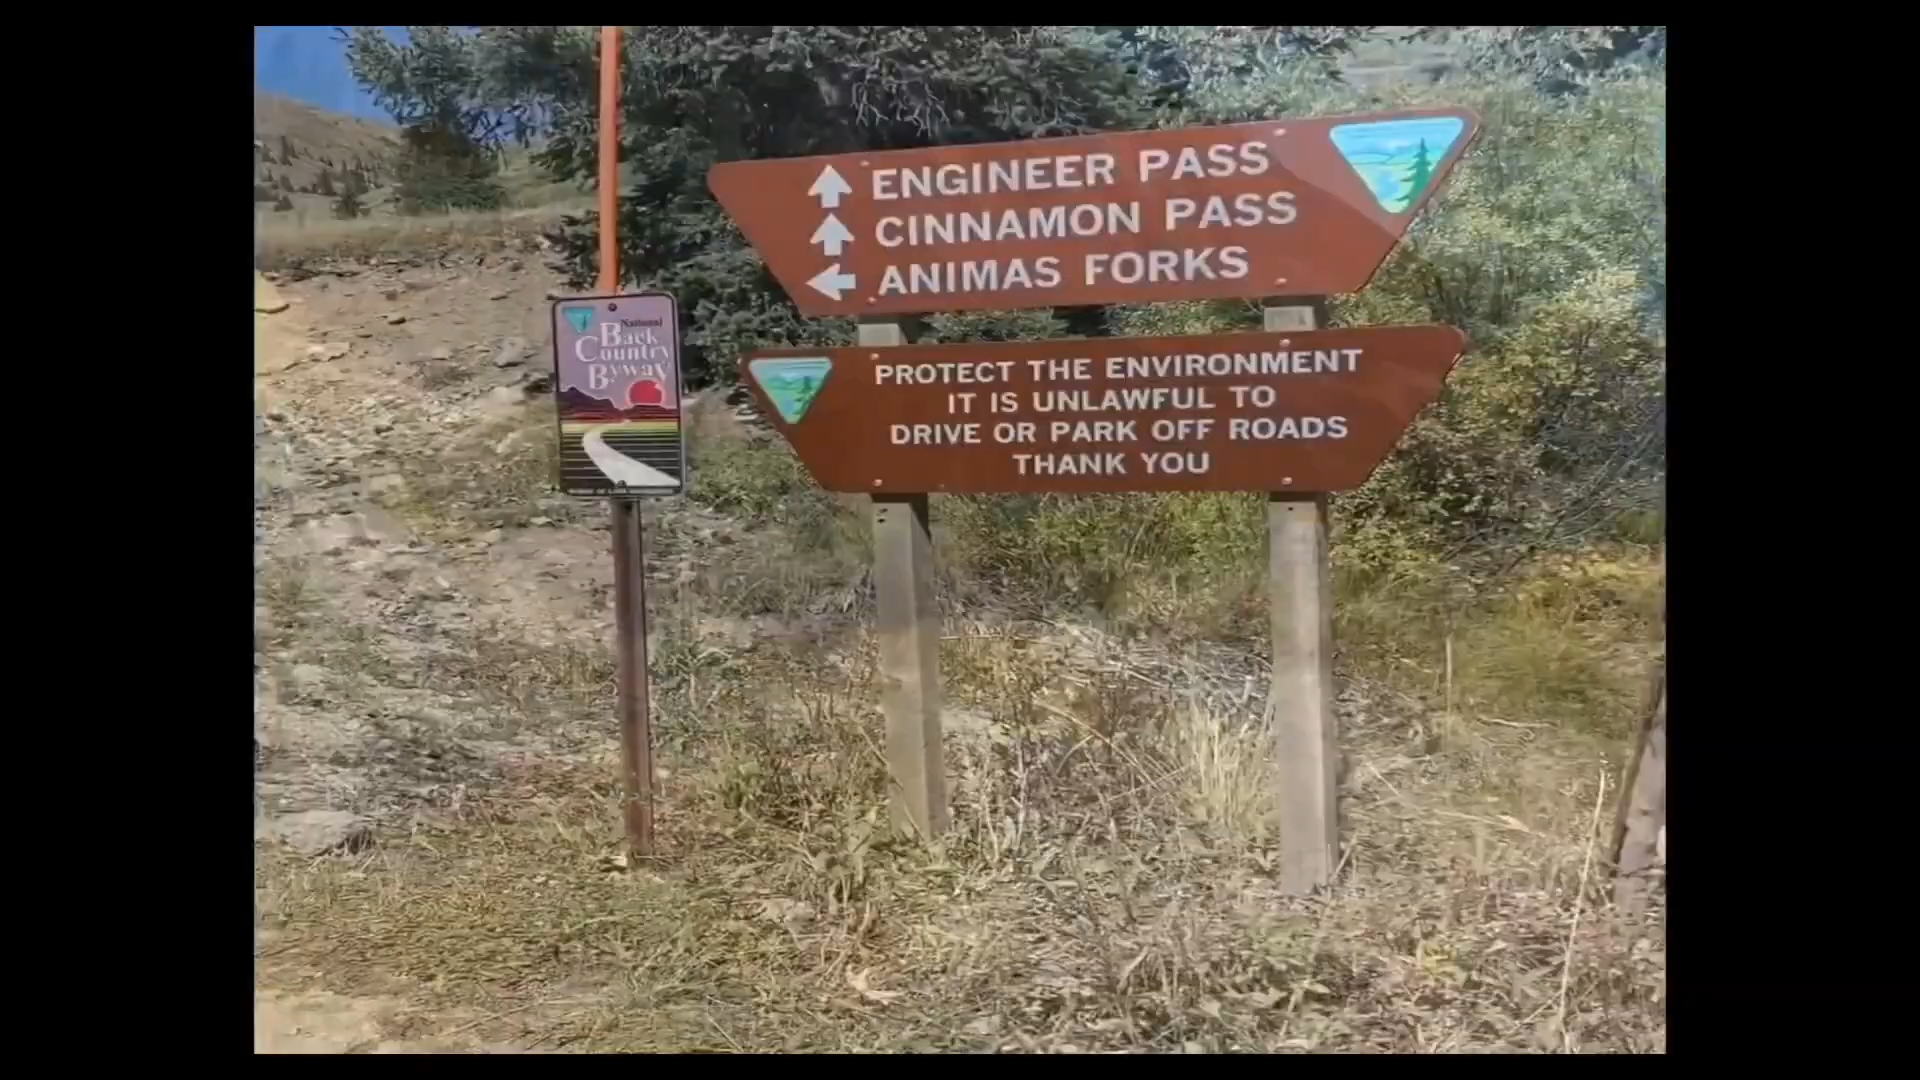 ENGINEER PASS
CINNAMON PASS
ANIMAS FORKS
National
Back
Country
Byway
PROTECT THE ENVIRONMENT
IT IS UNLAWFUL TO
DRIVE OR PARK OFF ROADS
THANK YOU